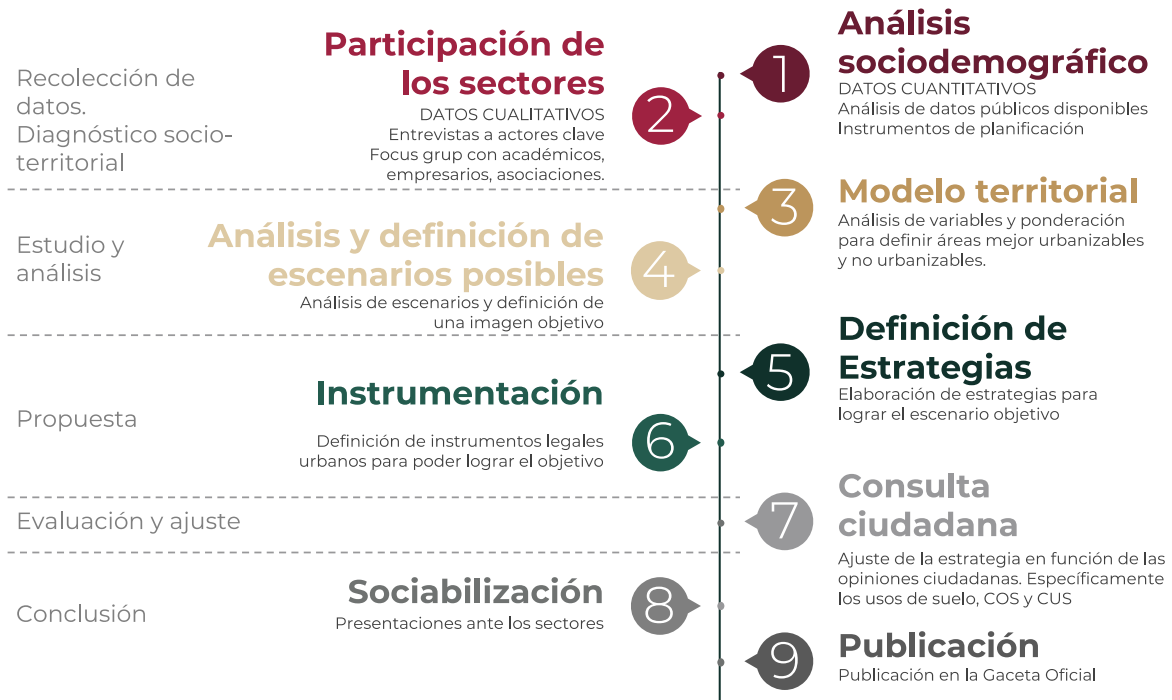 Recolección de
datos.
Diagnóstico socio-
territorial
1
Análisis
sociodemográfico
DATOS CUANTITATIVOS
Análisis de datos públicos disponibles
Instrumentos de planificación
Participación de
los sectores
DATOS CUALITATIVOS
Entrevistas a actores clave
Focus grup con académicos,
empresarios, asociaciones.
2
Estudio y
análisis
3
Modelo territorial
Análisis de variables y ponderación
para definir áreas mejor urbanizables
y no urbanizables.
Análisis y definición de
escenarios posibles
Análisis de escenarios y definición de
una imagen objetivo
4
Propuesta
5
Definición de
Estrategias
Elaboración de estrategias para
lograr el escenario objetivo
Instrumentación
Definición de instrumentos legales
urbanos para poder lograr el objetivo
6
Evaluación y ajuste
7
Consulta
ciudadana
Ajuste de la estrategia en función de las
opiniones ciudadanas. Específicamente
los usos de suelo, COS y CUS
Conclusión
Sociabilización
Presentaciones ante los sectores
8
9
Publicación
Publicación en la Gaceta Oficial